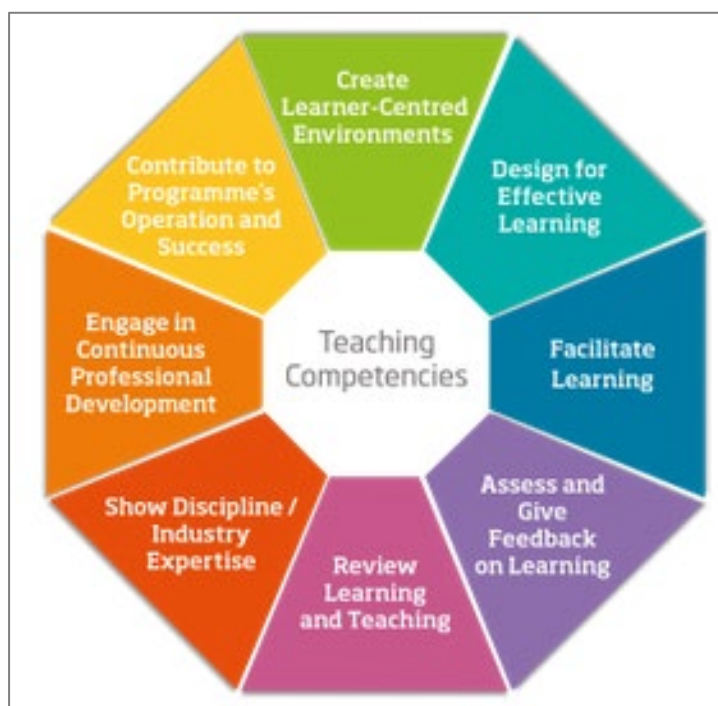 Create
Learner-Centred
Environments
Design for
Effective
Learning
Facilitate
Learning
Assess and
Give
Feedback
on Learning
Review
Learning
and Teaching
Show Discipline /
Industry
Expertise
Engage in
Continuous
Professional
Development
Contribute to
Programme's
Operation and
Success
Teaching
Competencies